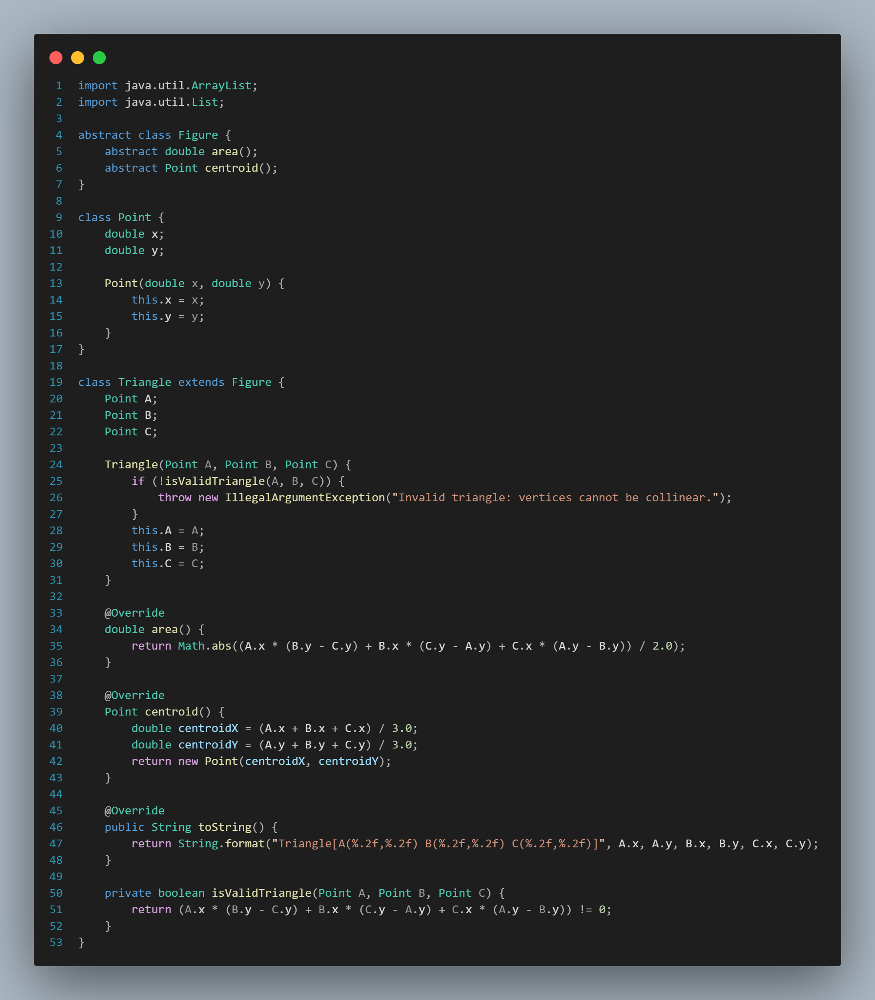 1 import java.util.ArrayList;
2 import java.util.List;
3
4 abstract class Figure {
5     abstract double area();
6     abstract Point centroid();
7 }
8
9 class Point {
10     double x;
11     double y;
12
13     Point(double x, double y) {
14         this.x = x;
15         this.y = y;
16     }
17 }
18
19 class Triangle extends Figure {
20     Point A;
21     Point B;
22     Point C;
23
24     Triangle(Point A, Point B, Point C) {
25         if (!isValidTriangle(A, B, C)) {
26             throw new IllegalArgumentException("Invalid triangle: vertices cannot be collinear.");
27         }
28         this.A = A;
29         this.B = B;
30         this.C = C;
31     }
32
33     @Override
34     double area() {
35         return Math.abs((A.x * (B.y - C.y) + B.x * (C.y - A.y) + C.x * (A.y - B.y)) / 2.0);
36     }
37
38     @Override
39     Point centroid() {
40         double centroidX = (A.x + B.x + C.x) / 3.0;
41         double centroidY = (A.y + B.y + C.y) / 3.0;
42         return new Point(centroidX, centroidY);
43     }
44
45     @Override
46     public String toString() {
47         return String.format("Triangle[A(%.2f,%.2f) B(%.2f,%.2f) C(%.2f,%.2f)]", A.x, A.y, B.x, B.y, C.x, C.y);
48     }
49
50     private boolean isValidTriangle(Point A, Point B, Point C) {
51         return (A.x * (B.y - C.y) + B.x * (C.y - A.y) + C.x * (A.y - B.y)) != 0;
52     }
53 }